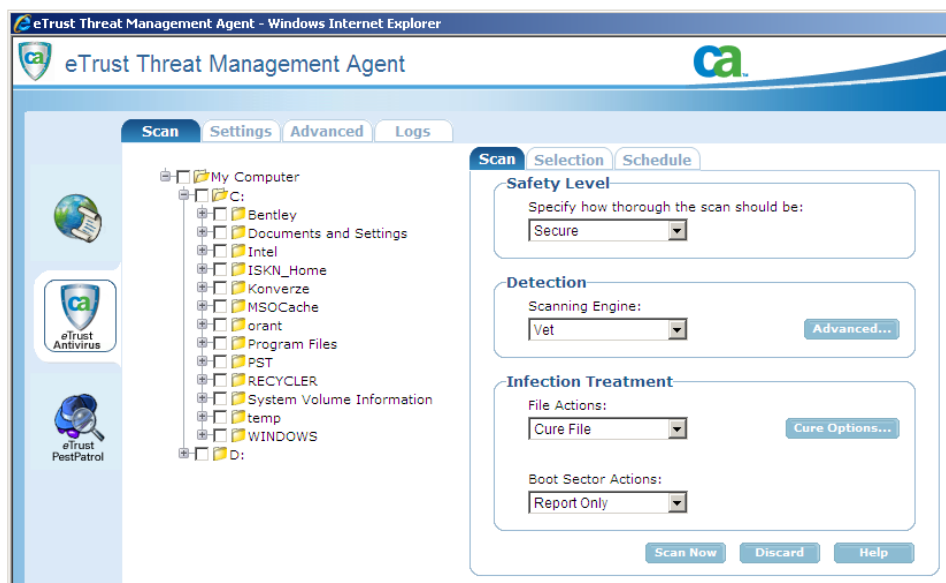 eTrust Threat Management Agent - Windows Internet Explorer
ca
eTrust Threat Management Agent
ca
Scan Settings Advanced Logs
My Computer
C:
Bentley
Documents and Settings
Intel
ISKN_Home
Konverze
MSOCache
orant
Program Files
PST
RECYCLER
System Volume Information
temp
WINDOWS
D:
ca
eTrust
Antivirus
eTrust
PestPatrol
Scan Selection Schedule
Safety Level
Specify how thorough the scan should be:
Secure
Detection
Scanning Engine:
Vet
Advanced...
Infection Treatment
File Actions:
Cure File
Cure Options...
Boot Sector Actions:
Report Only
Scan Now Discard Help